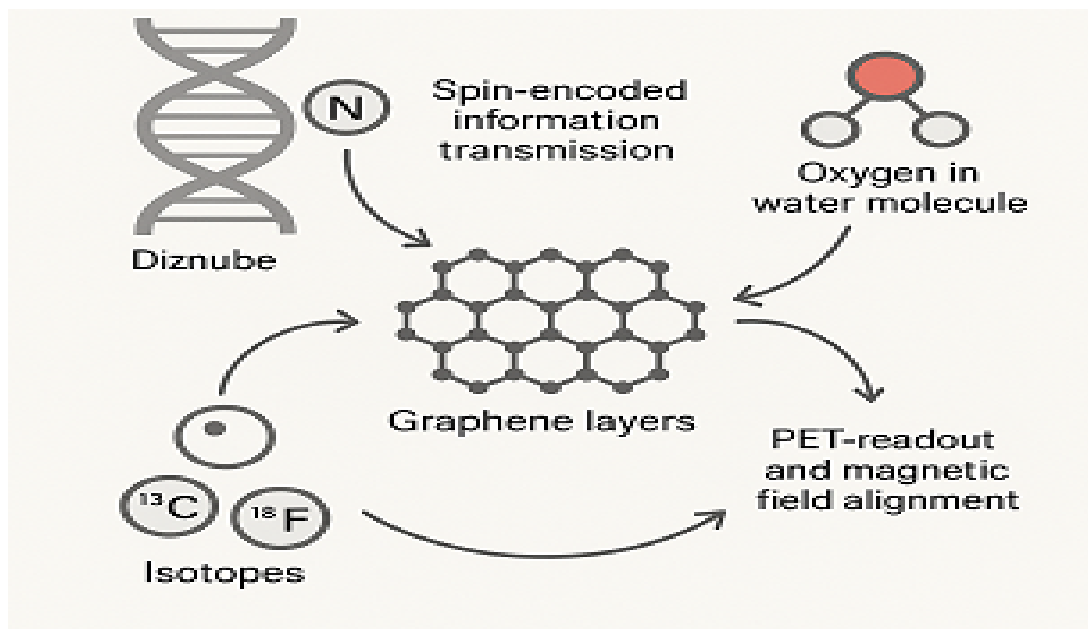 N
Spin-encoded
information
transmission
Oxygen in
water molecule
Diznube
Graphene layers
PET-readout
and magnetic
field alignment
¹³C
¹⁸F
Isotopes